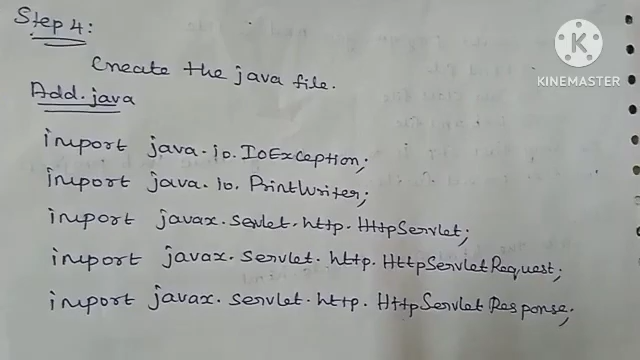 Step 4:
KINEMASTER
Create the java file.
Add.java
import java.io.IOException;
import java.io.PrintWriter;
import javax.servlet.http.HttpServlet;
import javax.servlet.http.HttpServletRequest;
import javax.servlet.http.HttpServletResponse;